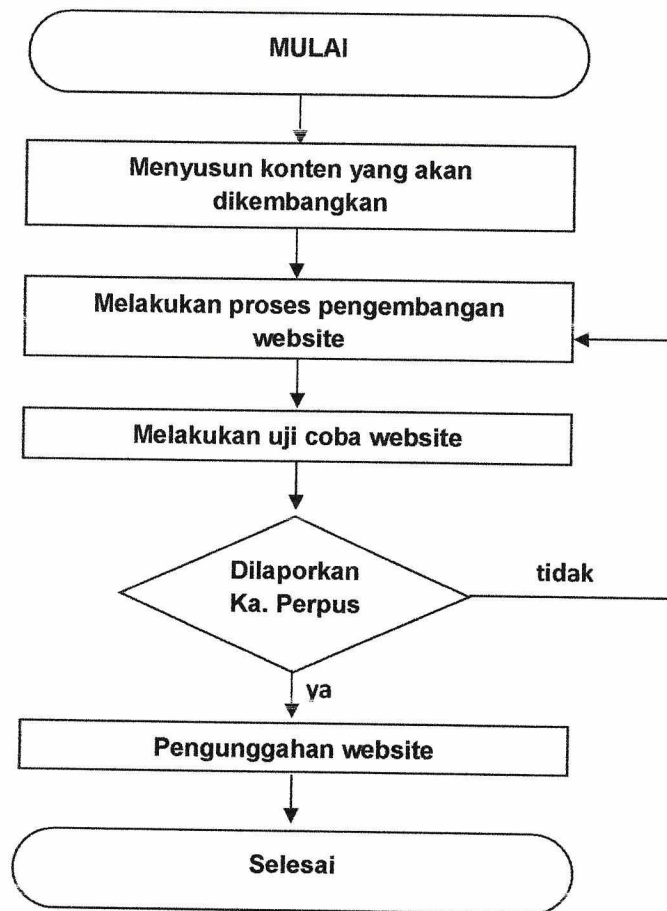 MULAI
Menyusun konten yang akan
dikembangkan
Melakukan proses pengembangan
website
Melakukan uji coba website
Dilaporkan
Ka. Perpus
tidak
ya
Pengunggahan website
Selesai